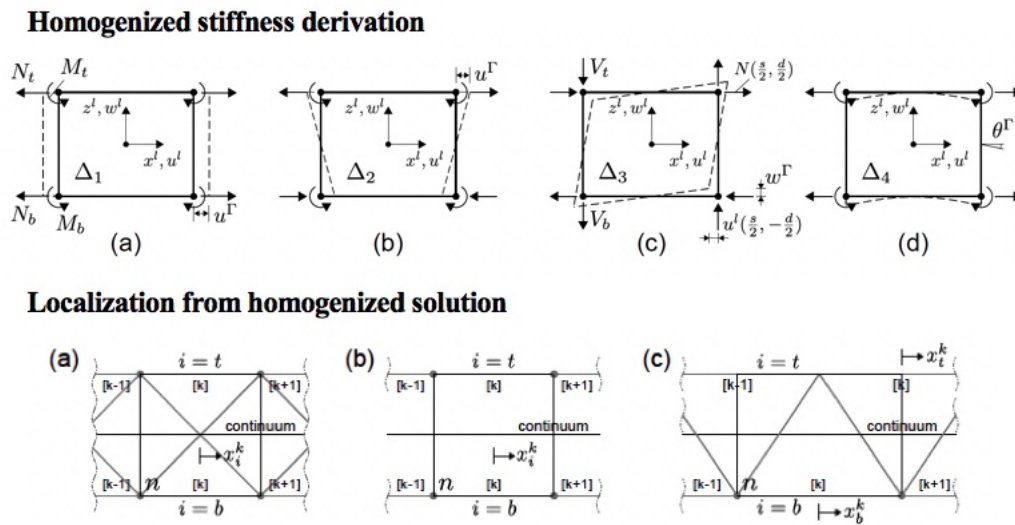 Homogenized stiffness derivation
N_t M_t u^Γ V_t N(s/2, d/2)
z^l, w^l z^l, w^l z^l, w^l z^l, w^l
x^l, u^l x^l, u^l x^l, u^l x^l, u^l θ^Γ
Δ_1 Δ_2 Δ_3 w^Γ Δ_4
N_b M_b u^Γ V_b u^l(s/2, -d/2)
(a) (b) (c) (d)
Localization from homogenized solution
(a) i = t (b) i = t (c) i = t x_t^k
[k-1] [k] [k+1] [k-1] [k] [k+1] [k-1] [k]
continuum continuum continuum
x_i^k x_i^k
[k-1] n [k] [k+1] [k-1] n [k] [k+1] [k-1] n [k] [k+1]
i = b i = b i = b x_b^k